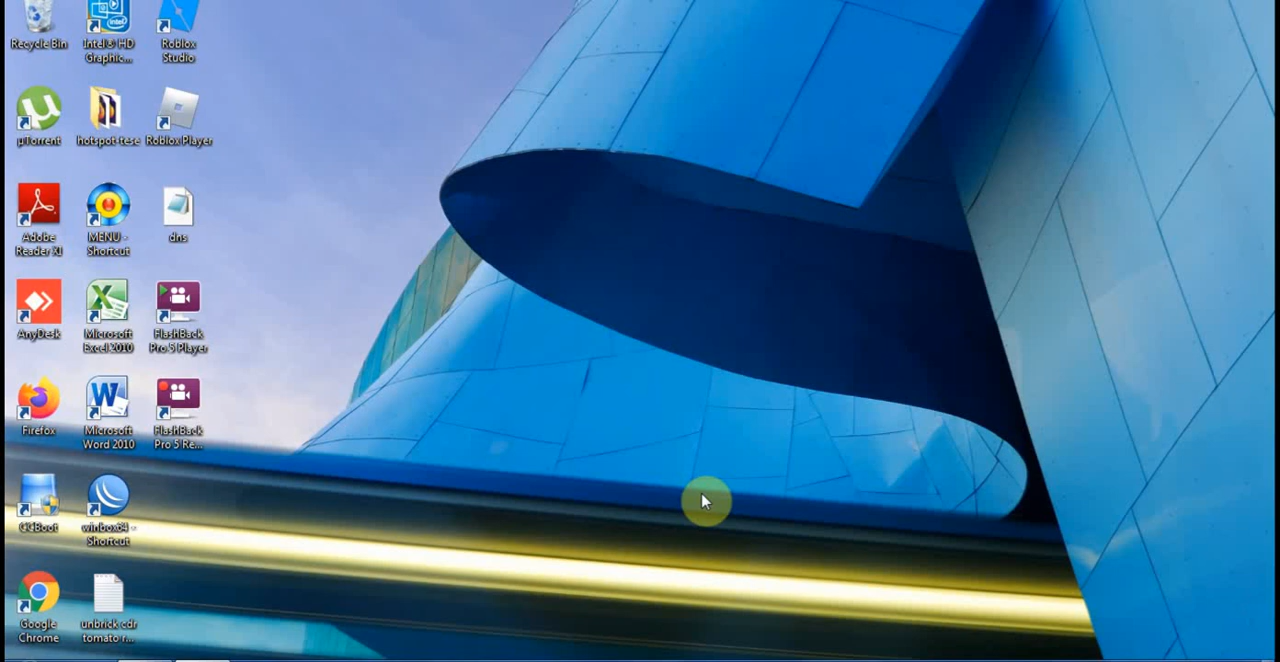 Recycle Bin
Intel® HD
Graphic...
Roblox
Studio
µTorrent
hotspot-tese
Roblox Player
Adobe
Reader XI
MENU -
Shortcut
dns
AnyDesk
Microsoft
Excel 2010
FlashBack
Pro 5 Player
Firefox
Microsoft
Word 2010
FlashBack
Pro 5 Re...
CCBoot
winbox64 -
Shortcut
Google
Chrome
unbrick cdr
tomato r...